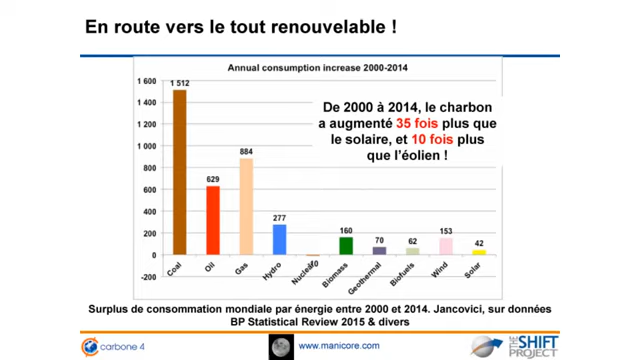 En route vers le tout renouvelable !
Annual consumption increase 2000-2014
1 600
1 400
1 200
1 000
800
600
400
200
0
-200
1 512
629
884
277
-10
160
70
62
153
42
De 2000 à 2014, le charbon
a augmenté 35 fois plus que
le solaire, et 10 fois plus
que l'éolien !
Coal
Oil
Gas
Hydro
Nuclear
Biomass
Geothermal
Biofuels
Wind
Solar
Surplus de consommation mondiale par énergie entre 2000 et 2014. Jancovici, sur données
BP Statistical Review 2015 & divers
carbone 4
www.manicore.com
THE SHIFT
PROJECT